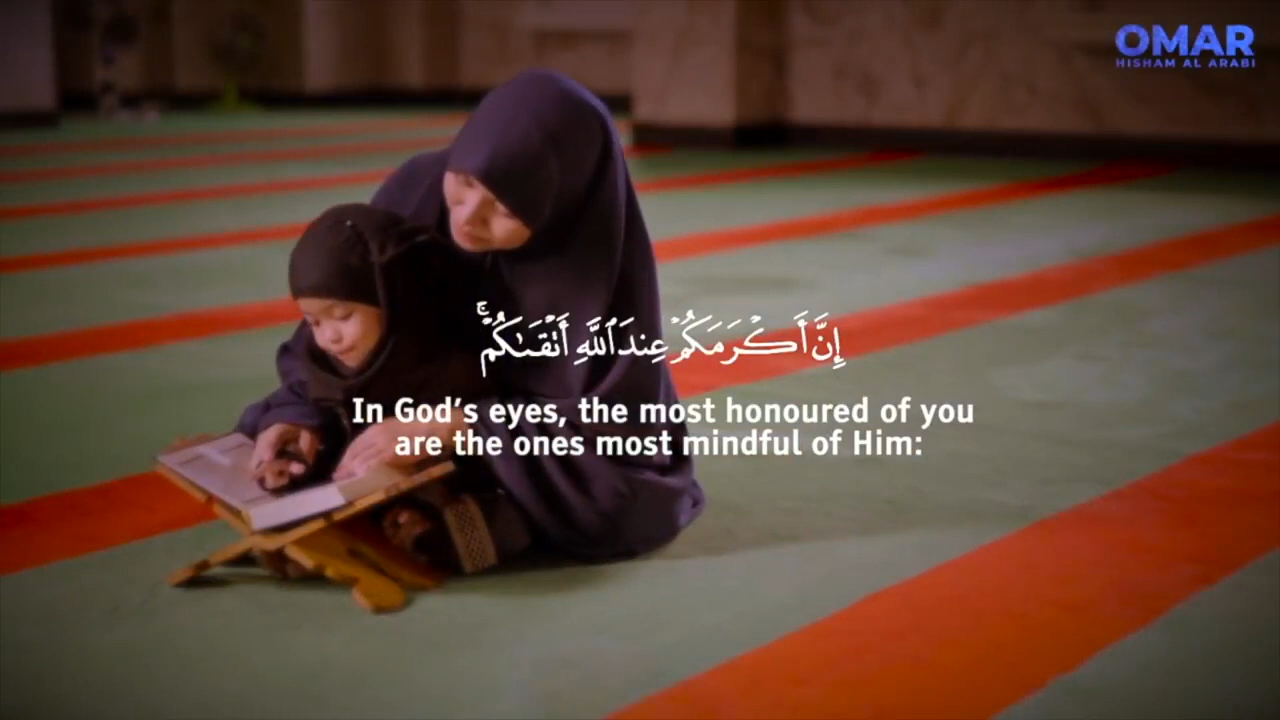 OMAR
HISHAM AL ARABI
إِنَّ أَكۡرَمَكُمۡ عِندَ ٱللَّهِ أَتۡقَىٰكُمۡۚ
In God's eyes, the most honoured of you
are the ones most mindful of Him: